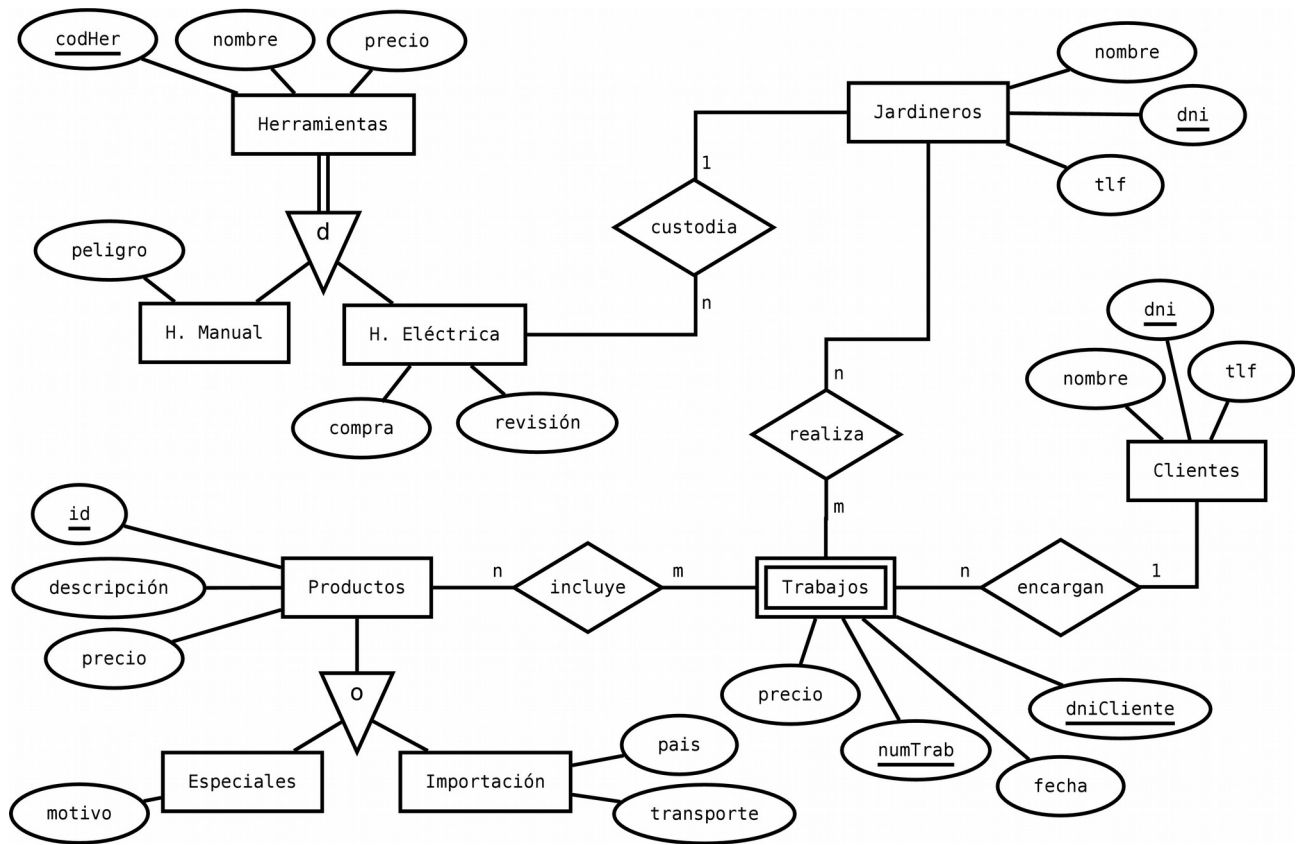 codHer
nombre
precio
Herramientas
d
peligro
H. Manual
H. Eléctrica
compra
revisión
1
custodia
n
Jardineros
nombre
dni
tlf
n
realiza
m
dni
nombre
tlf
Clientes
id
descripción
precio
Productos
n
incluye
m
Trabajos
n
encargan
1
precio
numTrab
fecha
dniCliente
o
Especiales
Importación
motivo
pais
transporte